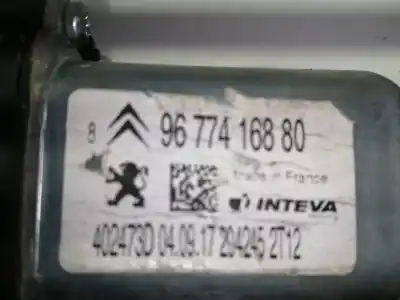 8 96 774 168 80
Made in France
INTEVA
402473D 04.09.17 294245 2T12